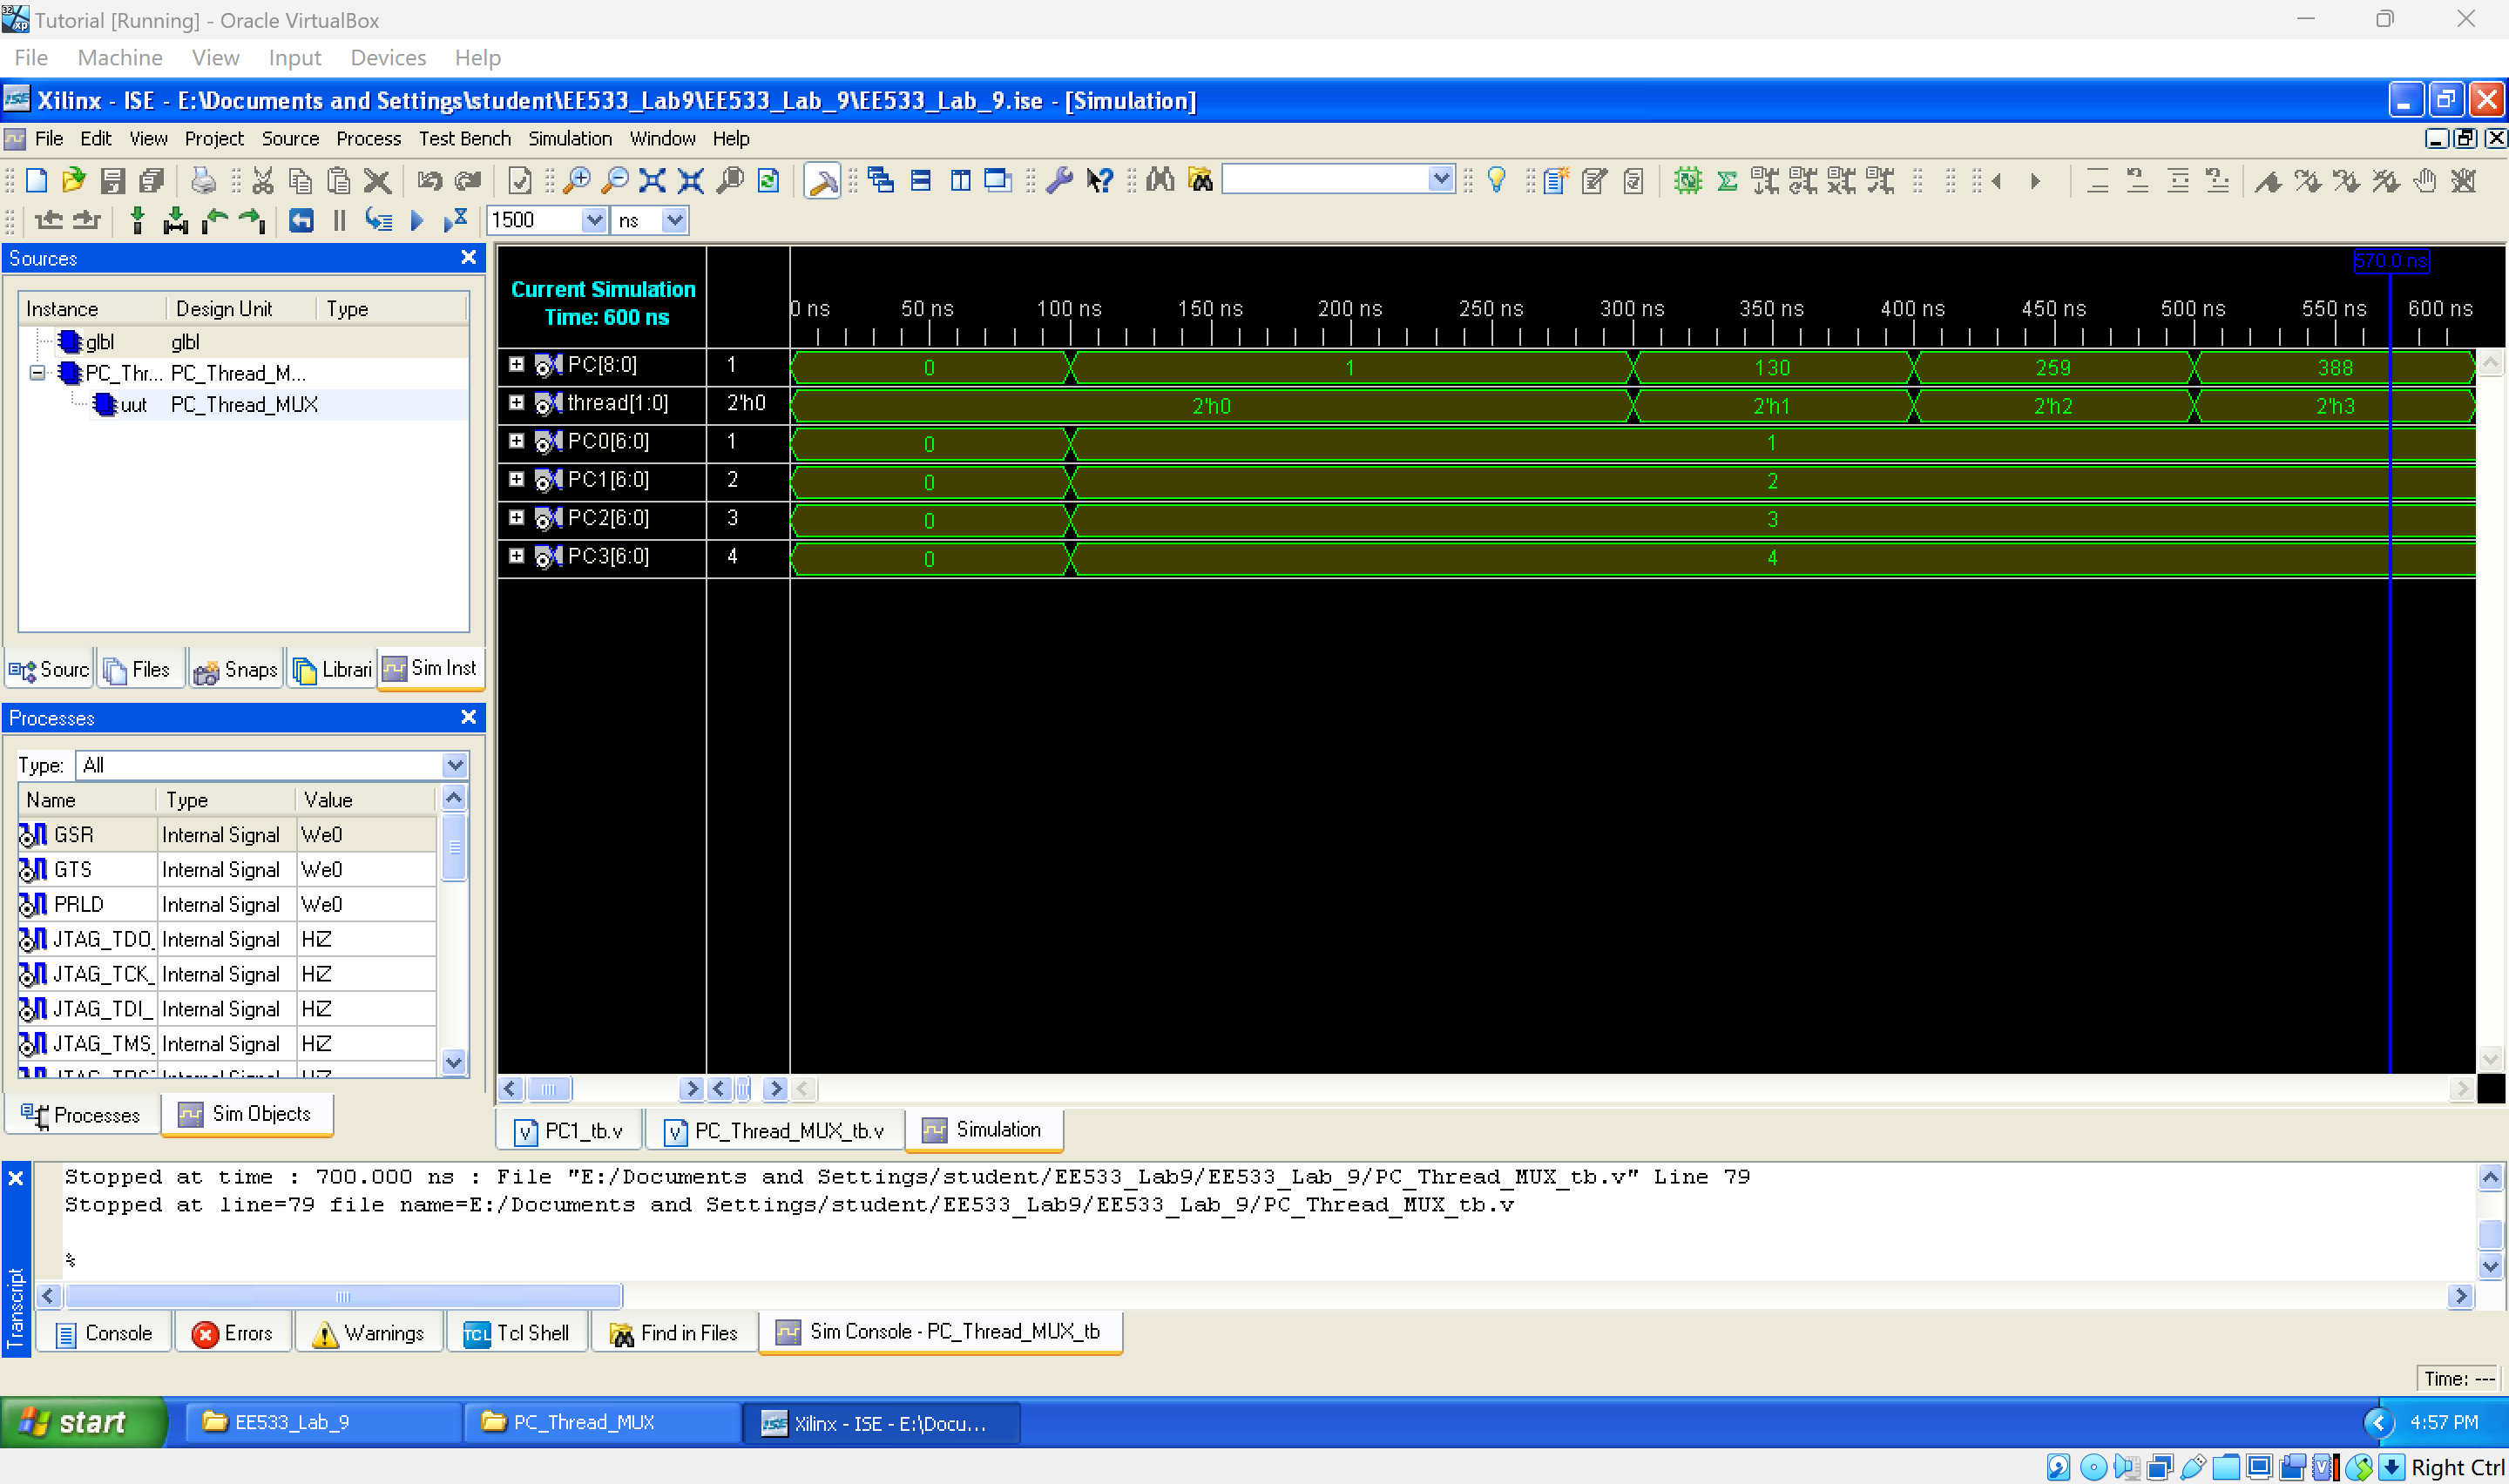 Tutorial [Running] - Oracle VirtualBox
File Machine View Input Devices Help
Xilinx - ISE - E:\Documents and Settings\student\EE533_Lab9\EE533_Lab_9\EE533_Lab_9.ise - [Simulation]
File Edit View Project Source Process Test Bench Simulation Window Help
1500 ns
Sources
Instance Design Unit Type
glbl glbl
PC_Thr... PC_Thread_M...
uut PC_Thread_MUX
Sourc Files Snaps Librari Sim Inst
Processes
Type: All
Name Type Value
GSR Internal Signal We0
GTS Internal Signal We0
PRLD Internal Signal We0
JTAG_TDO_ Internal Signal HiZ
JTAG_TCK_ Internal Signal HiZ
JTAG_TDI_ Internal Signal HiZ
JTAG_TMS_ Internal Signal HiZ
Processes Sim Objects
570.0 ns
Current Simulation
Time: 600 ns
0 ns 50 ns 100 ns 150 ns 200 ns 250 ns 300 ns 350 ns 400 ns 450 ns 500 ns 550 ns 600 ns
PC[8:0] 1 0 1 130 259 388
thread[1:0] 2'h0 2'h0 2'h1 2'h2 2'h3
PC0[6:0] 1 0 1
PC1[6:0] 2 0 2
PC2[6:0] 3 0 3
PC3[6:0] 4 0 4
PC1_tb.v PC_Thread_MUX_tb.v Simulation
Transcript
Stopped at time : 700.000 ns : File "E:/Documents and Settings/student/EE533_Lab9/EE533_Lab_9/PC_Thread_MUX_tb.v" Line 79
Stopped at line=79 file name=E:/Documents and Settings/student/EE533_Lab9/EE533_Lab_9/PC_Thread_MUX_tb.v
%
Console Errors Warnings Tcl Shell Find in Files Sim Console - PC_Thread_MUX_tb
Time: ---
start EE533_Lab_9 PC_Thread_MUX Xilinx - ISE - E:\Docu... 4:57 PM
Right Ctrl